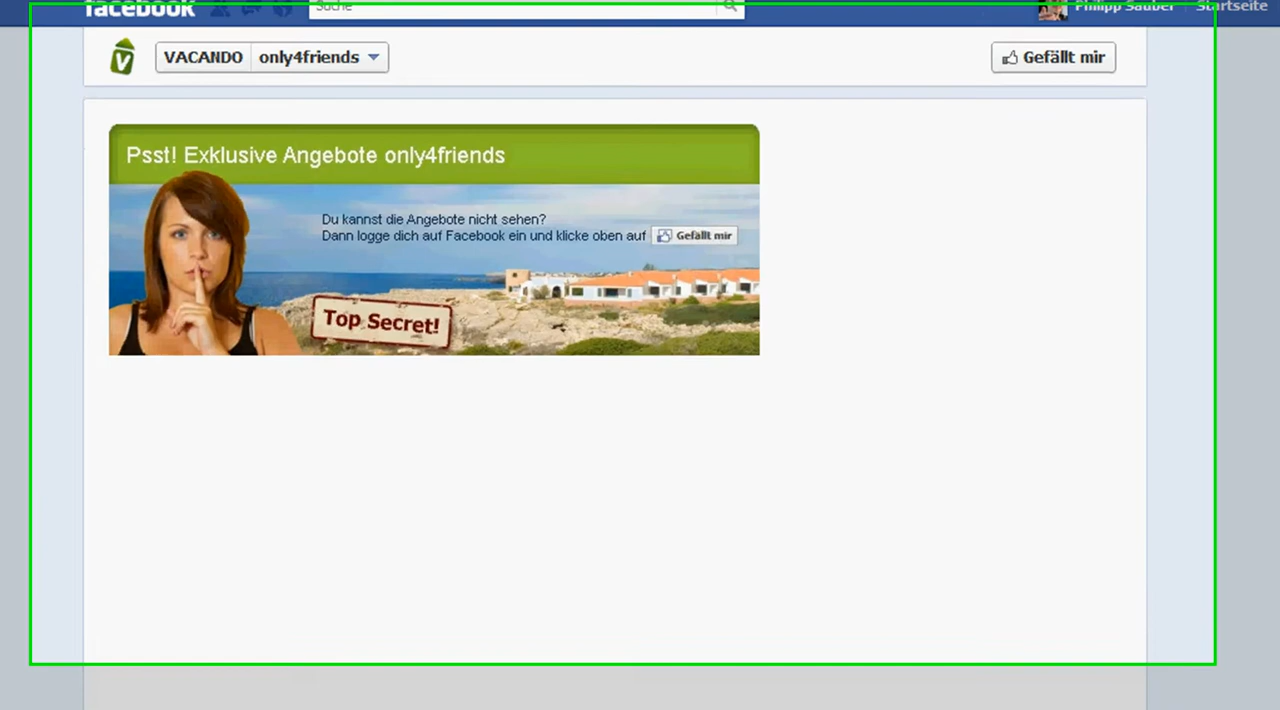 facebook
Suche
Philipp Sauber Startseite
VACANDO only4friends
Gefällt mir
Psst! Exklusive Angebote only4friends
Du kannst die Angebote nicht sehen?
Dann logge dich auf Facebook ein und klicke oben auf Gefällt mir
Top Secret!